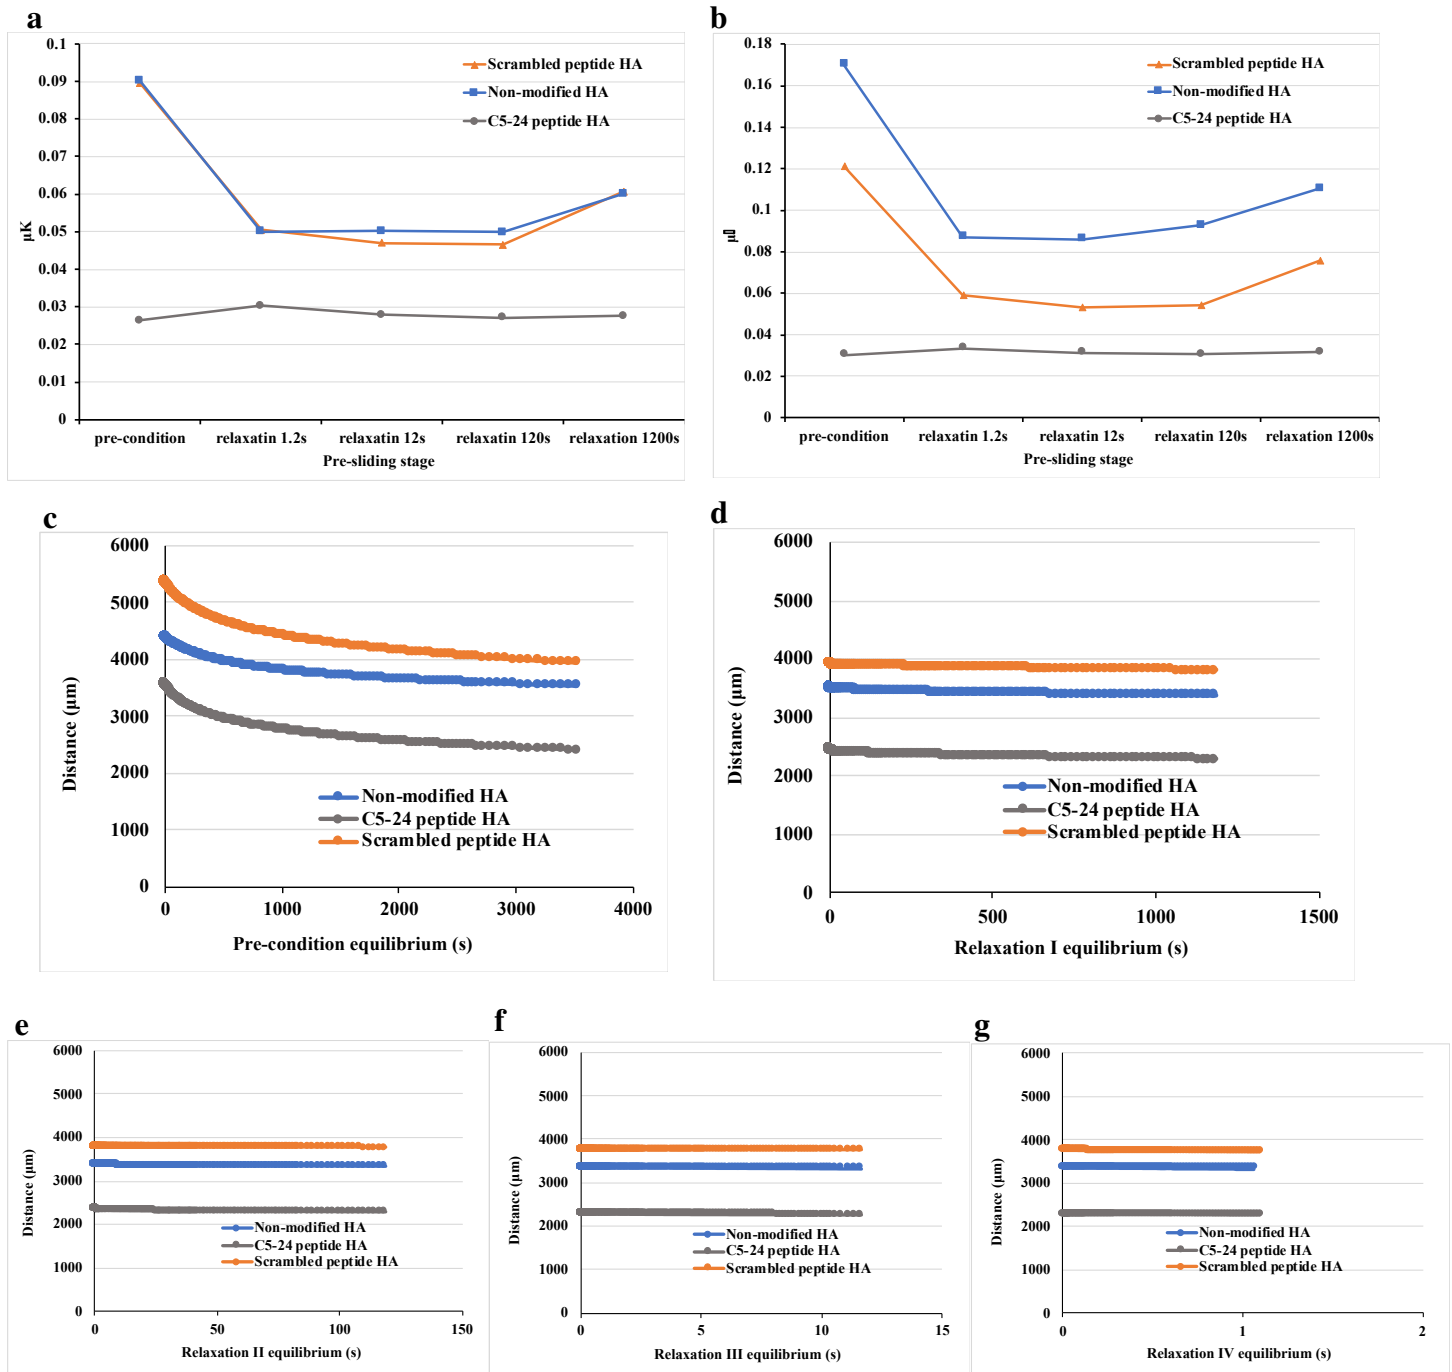 a
0.1
0.09
0.08
0.07
0.06
0.05
0.04
0.03
0.02
0.01
0
µK
Scrambled peptide HA
Non-modified HA
C5-24 peptide HA
pre-condition relaxatin 1.2s relaxatin 12s relaxatin 120s relaxation 1200s
Pre-sliding stage
b
0.18
0.16
0.14
0.12
0.1
0.08
0.06
0.04
0.02
0
µ
Scrambled peptide HA
Non-modified HA
C5-24 peptide HA
pre-condition relaxatin 1.2s relaxatin 12s relaxatin 120s relaxation 1200s
Pre-sliding stage
c
6000
5000
4000
3000
2000
1000
0
Distance (µm)
Non-modified HA
C5-24 peptide HA
Scrambled peptide HA
0 1000 2000 3000 4000
Pre-condition equilibrium (s)
d
6000
5000
4000
3000
2000
1000
0
Distance (µm)
Non-modified HA
C5-24 peptide HA
Scrambled peptide HA
0 500 1000 1500
Relaxation I equilibrium (s)
e
6000
5000
4000
3000
2000
1000
0
Distance (µm)
Non-modified HA
C5-24 peptide HA
Scrambled peptide HA
0 50 100 150
Relaxation II equilibrium (s)
f
6000
5000
4000
3000
2000
1000
0
Distance (µm)
Non-modified HA
C5-24 peptide HA
Scrambled peptide HA
0 5 10 15
Relaxation III equilibrium (s)
g
6000
5000
4000
3000
2000
1000
0
Distance (µm)
Non-modified HA
C5-24 peptide HA
Scrambled peptide HA
0 1 2
Relaxation IV equilibrium (s)